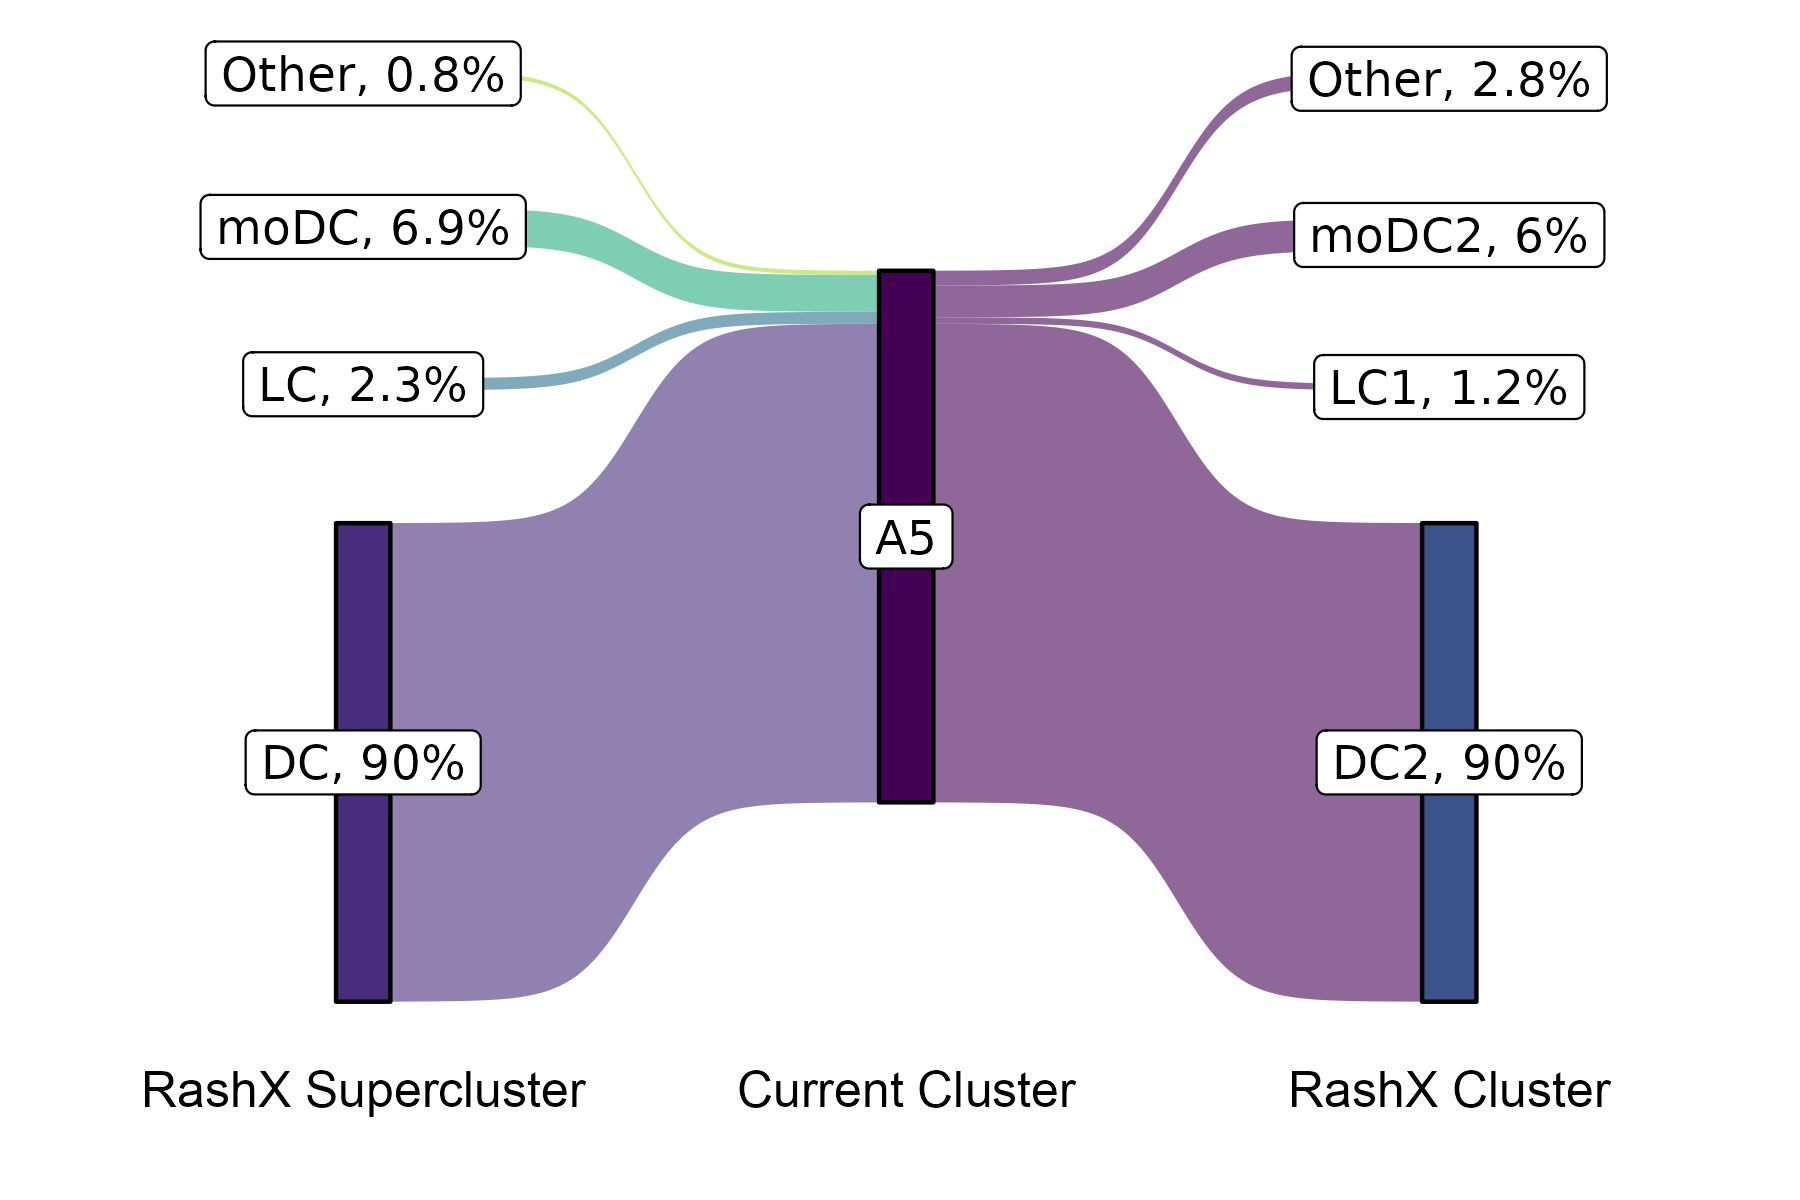 Other, 0.8%
moDC, 6.9%
LC, 2.3%
DC, 90%
A5
Other, 2.8%
moDC2, 6%
LC1, 1.2%
DC2, 90%
RashX Supercluster
Current Cluster
RashX Cluster